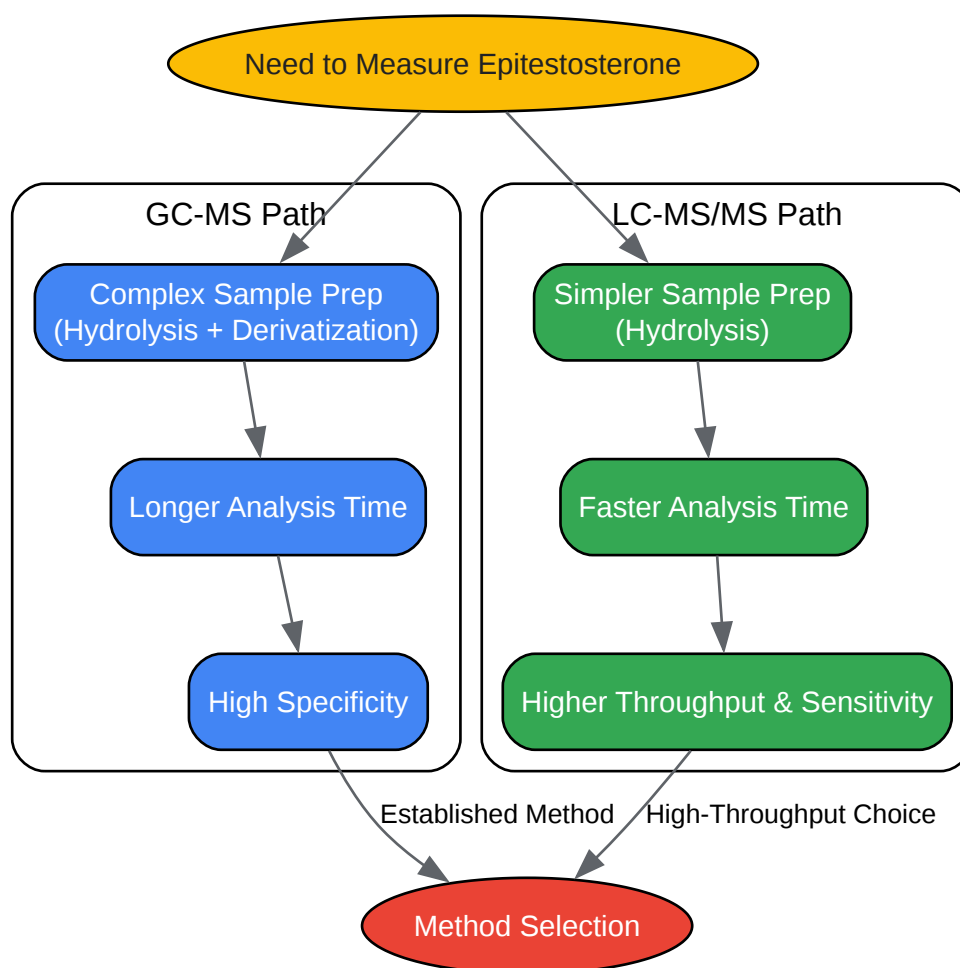 Need to Measure Epitestosterone
GC-MS Path
Complex Sample Prep
(Hydrolysis + Derivatization)
Longer Analysis Time
High Specificity
LC-MS/MS Path
Simpler Sample Prep
(Hydrolysis)
Faster Analysis Time
Higher Throughput & Sensitivity
Established Method
High-Throughput Choice
Method Selection